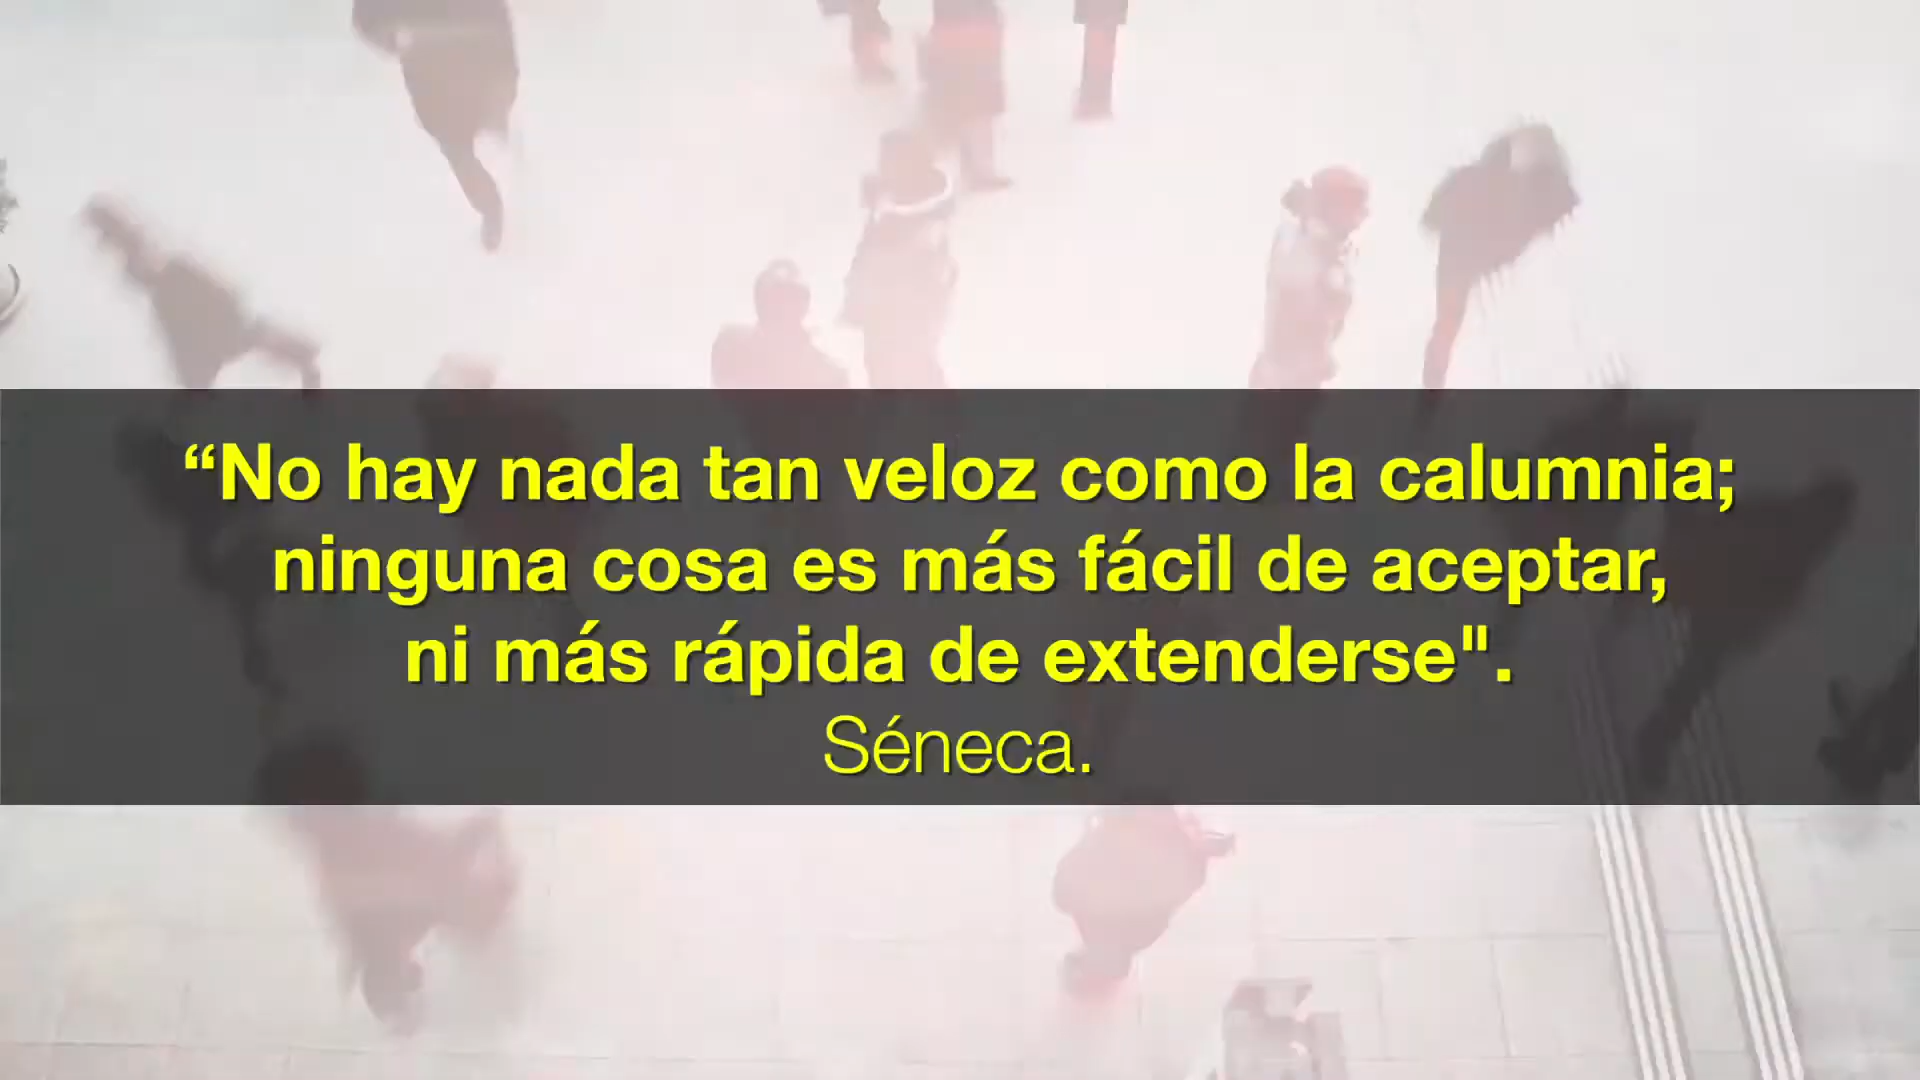 “No hay nada tan veloz como la calumnia;
ninguna cosa es más fácil de aceptar,
ni más rápida de extenderse".
Séneca.